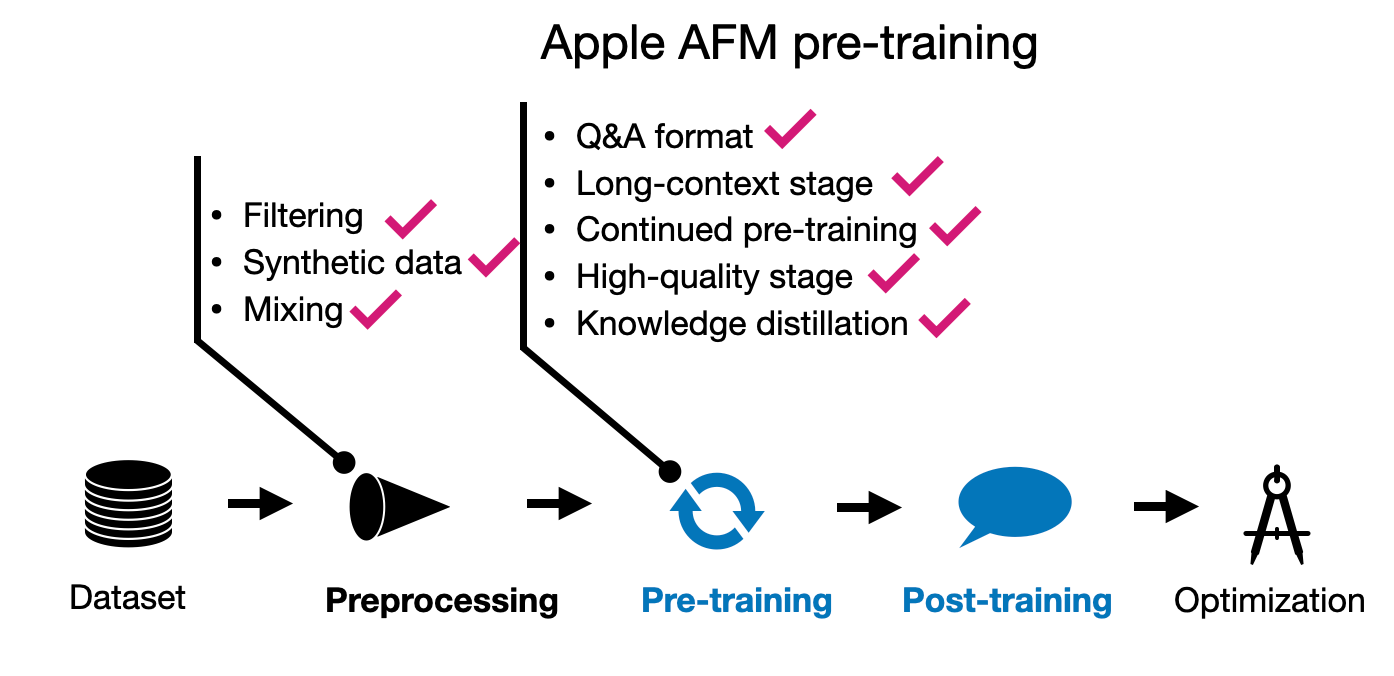 Apple AFM pre-training
• Filtering
• Synthetic data
• Mixing
• Q&A format
• Long-context stage
• Continued pre-training
• High-quality stage
• Knowledge distillation
Dataset
Preprocessing
Pre-training
Post-training
Optimization